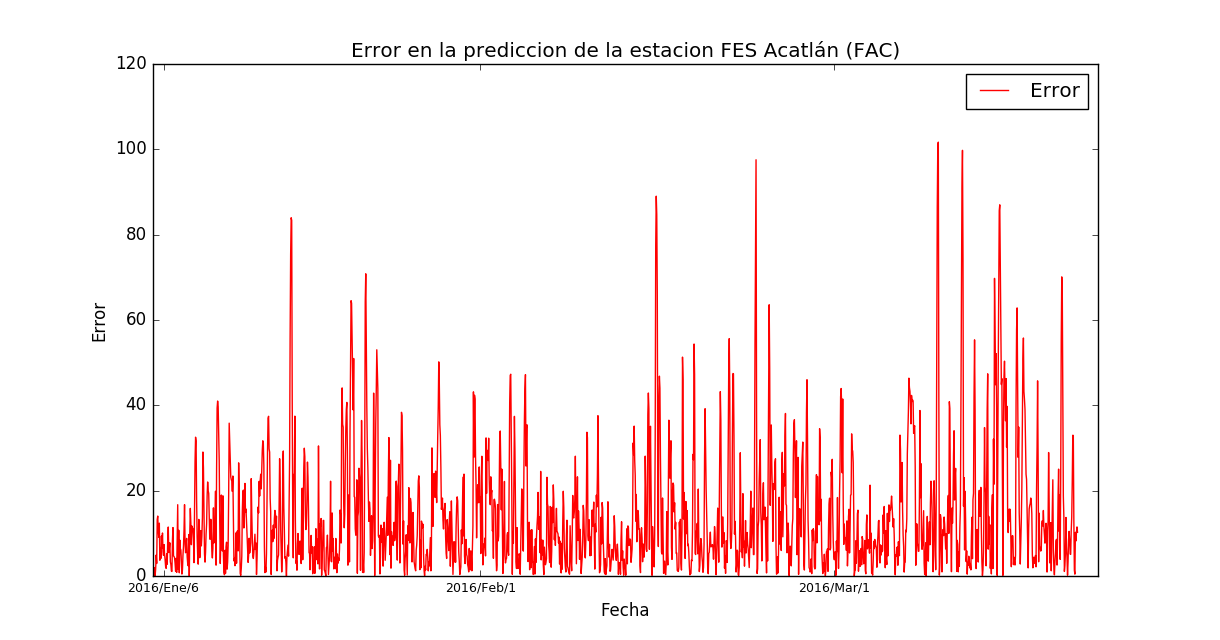 Error en la prediccion de la estacion FES Acatlán (FAC)
Error
120
100
80
60
40
20
0
Error
2016/Ene/6
2016/Feb/1
2016/Mar/1
Fecha